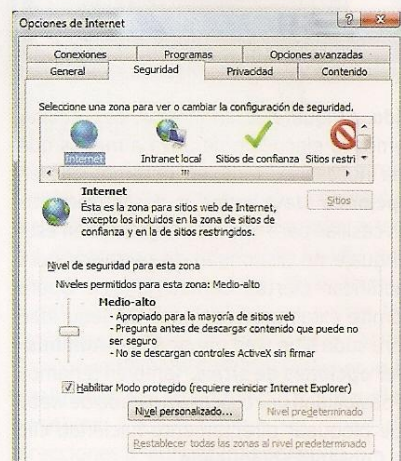 Opciones de Internet
Conexiones Programas Opciones avanzadas
General Seguridad Privacidad Contenido
Seleccione una zona para ver o cambiar la configuración de seguridad.
Internet Intranet local Sitios de confianza Sitios restri
Internet
Ésta es la zona para sitios web de Internet,
excepto los incluidos en la zona de sitios de
confianza y en la de sitios restringidos.
Sitios
Nivel de seguridad para esta zona
Niveles permitidos para esta zona: Medio-alto
Medio-alto
- Apropiado para la mayoría de sitios web
- Pregunta antes de descargar contenido que puede no
ser seguro
- No se descargan controles ActiveX sin firmar
Habilitar Modo protegido (requiere reiniciar Internet Explorer)
Nivel personalizado... Nivel predeterminado
Restablecer todas las zonas al nivel predeterminado